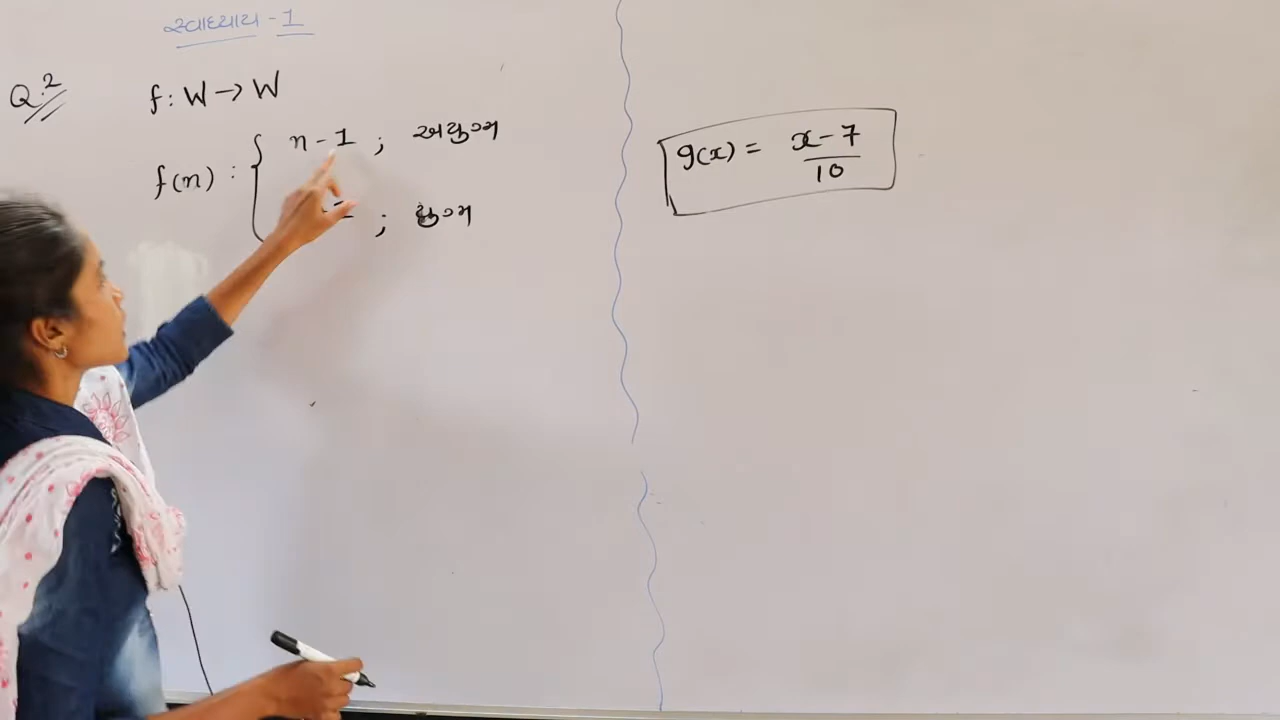 સ્વાધ્યાય - 1
Q.2
f : W → W
f(n) : { n - 1 ; અયુગ્મ
; યુગ્મ
g(x) = x - 7 / 10